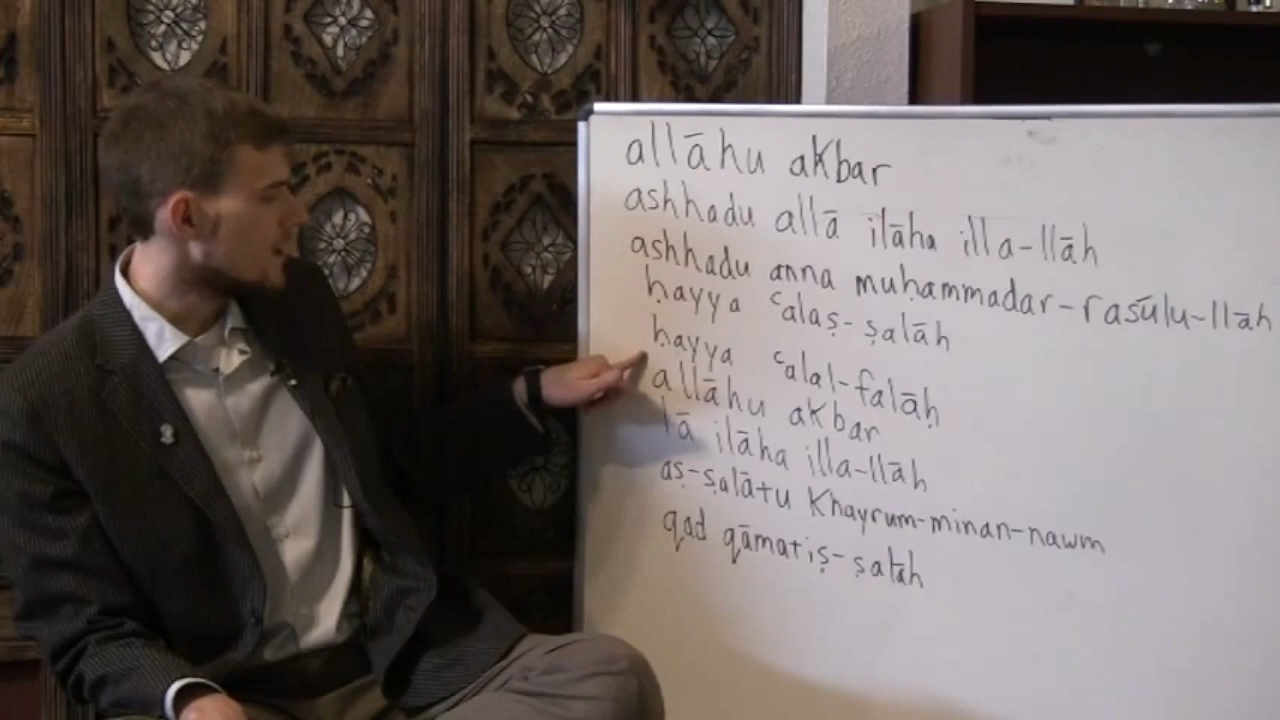 allāhu akbar
ashhadu allā ilāha illa-llāh
ashhadu anna muḥammadar-rasūlu-llāh
ḥayya ʿalaṣ-ṣalāh
ḥayya ʿalal-falāḥ
allāhu akbar
lā ilāha illa-llāh
aṣ-ṣalātu khayrum-minan-nawm
qad qāmatiṣ-ṣalāh